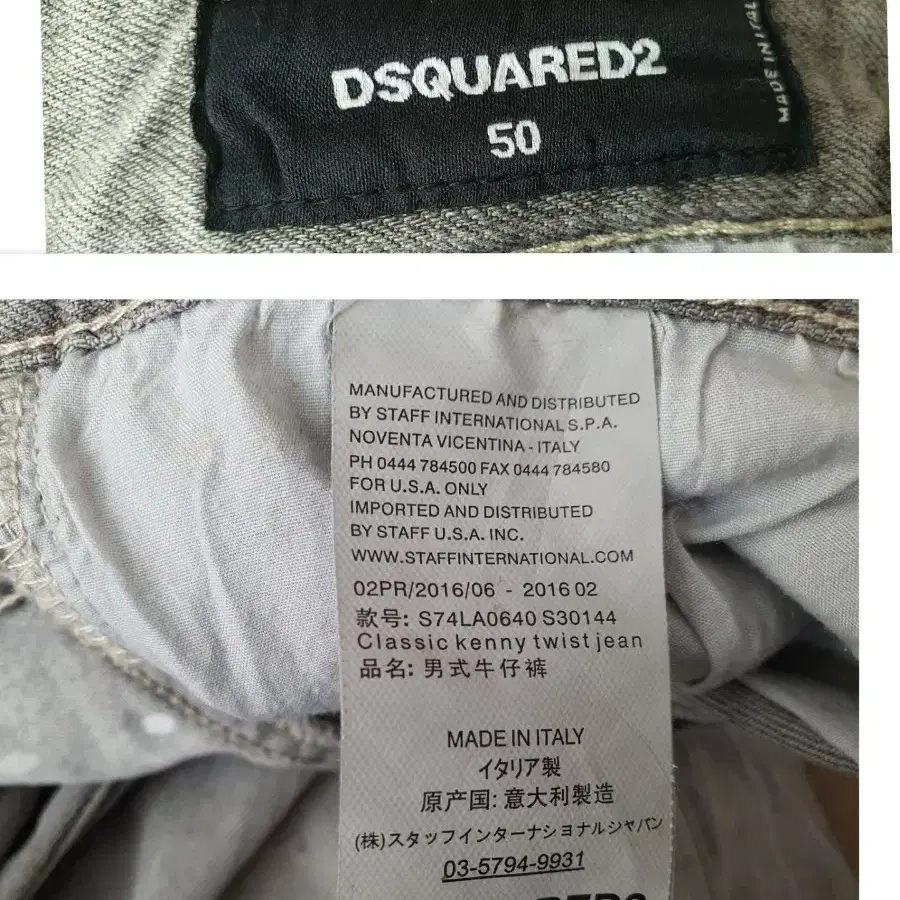 DSQUARED2
50
MADE IN ITAL
MANUFACTURED AND DISTRIBUTED
BY STAFF INTERNATIONAL S.P.A.
NOVENTA VICENTINA - ITALY
PH 0444 784500 FAX 0444 784580
FOR U.S.A. ONLY
IMPORTED AND DISTRIBUTED
BY STAFF U.S.A. INC.
WWW.STAFFINTERNATIONAL.COM
02PR/2016/06 - 2016 02
款号: S74LA0640 S30144
Classic kenny twist jean
品名: 男式牛仔裤
MADE IN ITALY
イタリア製
原产国: 意大利製造
(株)スタッフインターナショナルジャパン
03-5794-9931